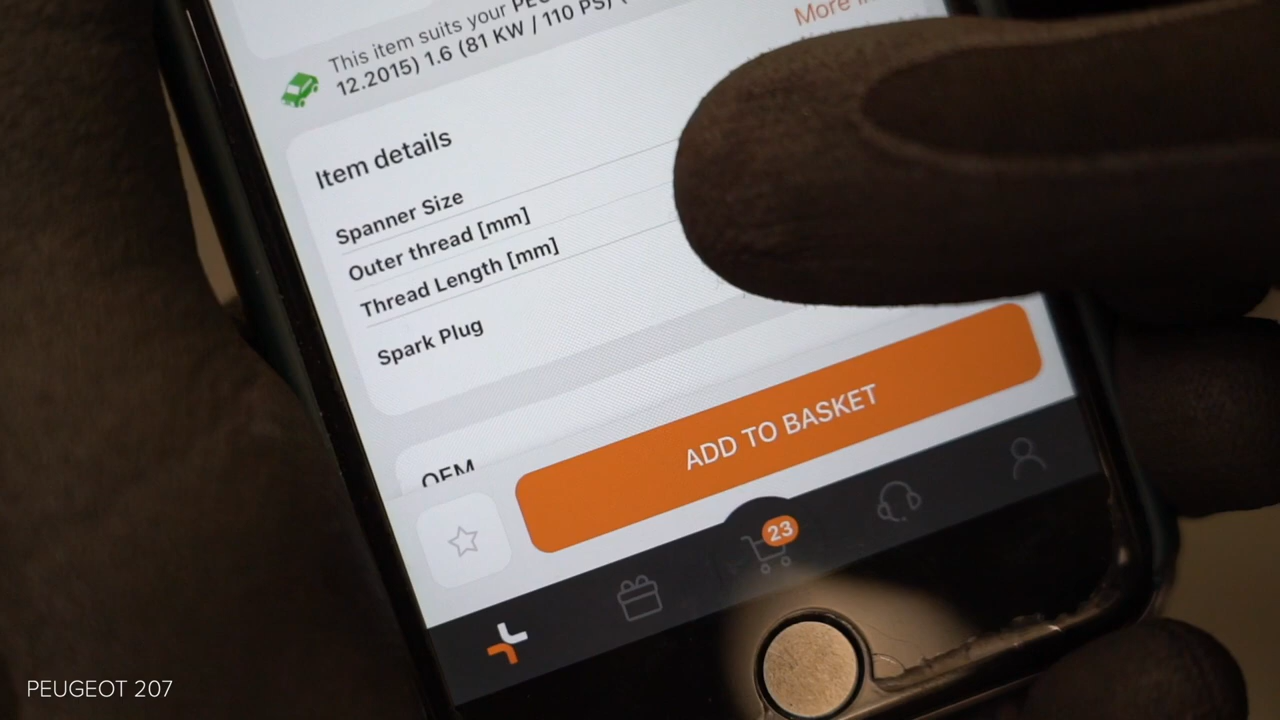 This item suits your
12.2015) 1.6 (81 KW / 110 PS) (
More
Item details
Spanner Size
Outer thread [mm]
Thread Length [mm]
Spark Plug
OEM
ADD TO BASKET
23
PEUGEOT 207